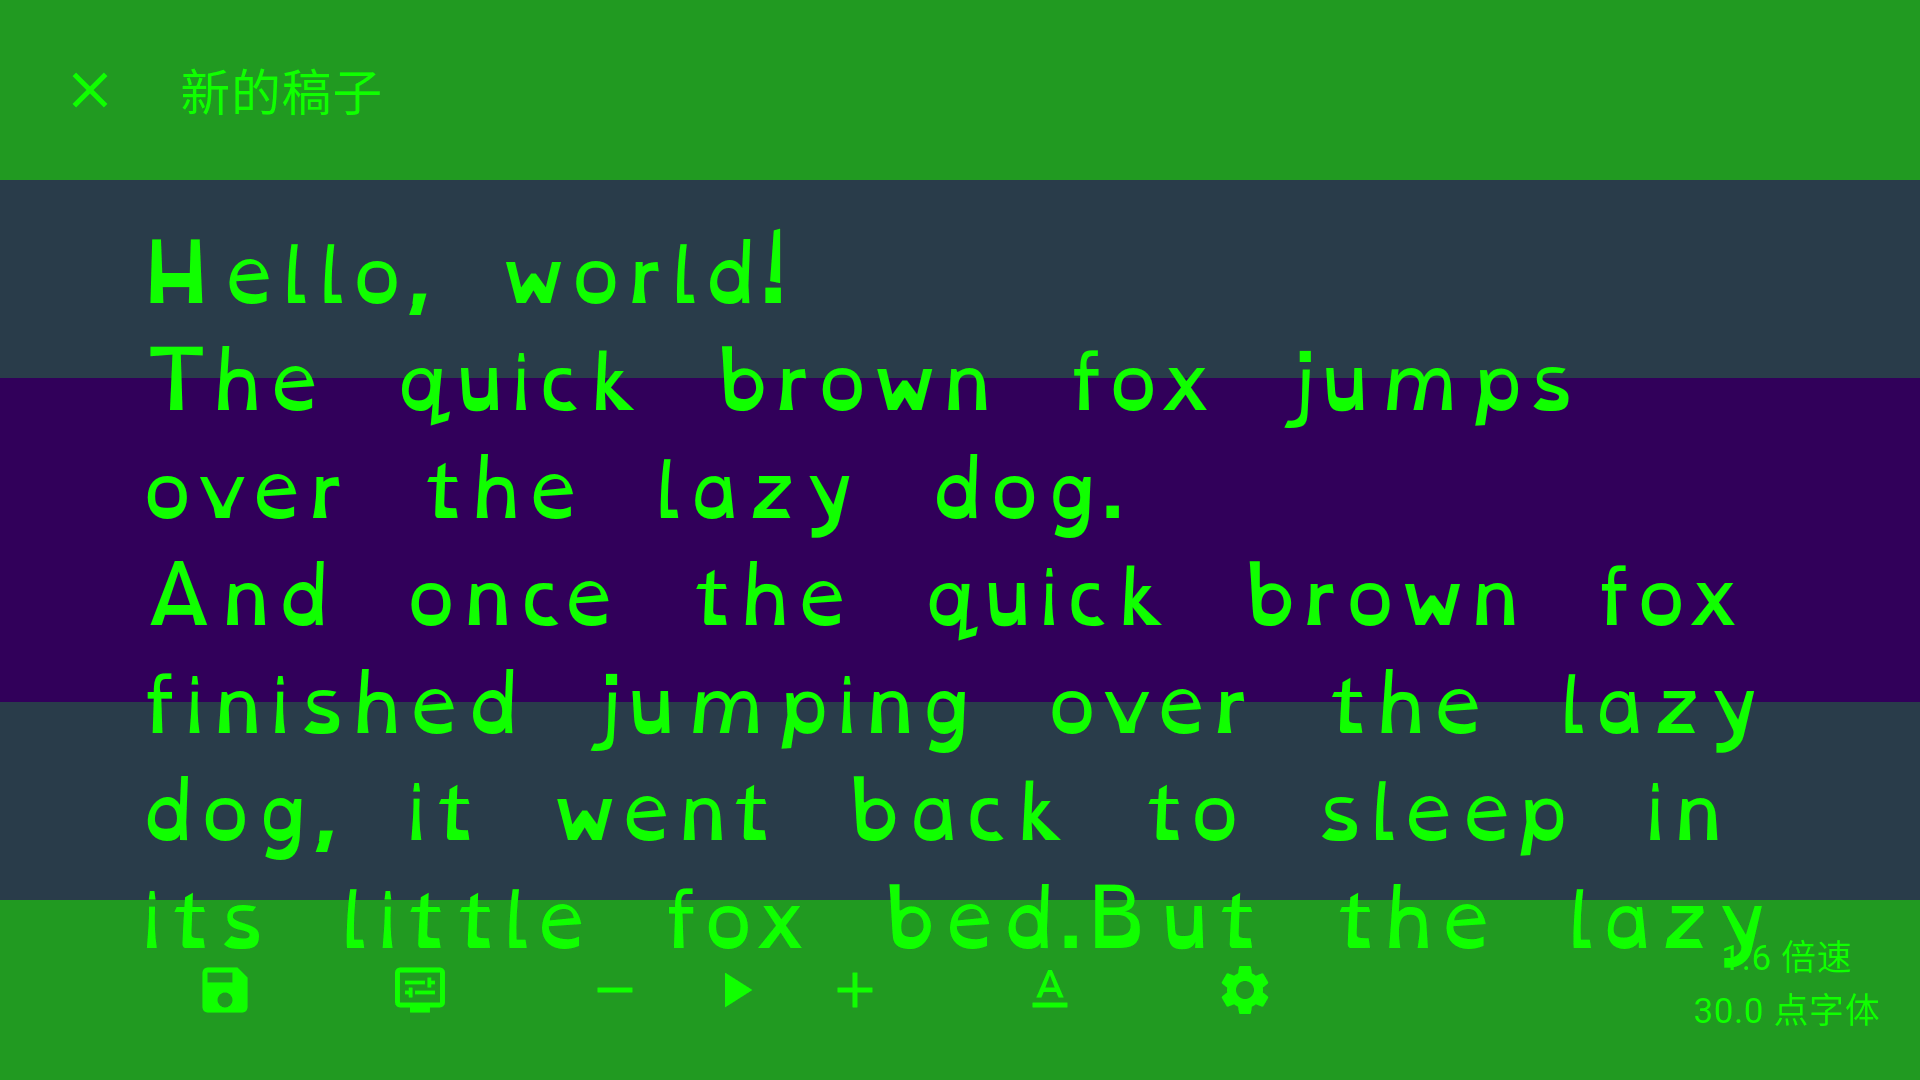 新的稿子
Hello, world!
The quick brown fox jumps
over the lazy dog.
And once the quick brown fox
finished jumping over the lazy
dog, it went back to sleep in
its little fox bed.But the lazy
1.6 倍速
30.0 点字体